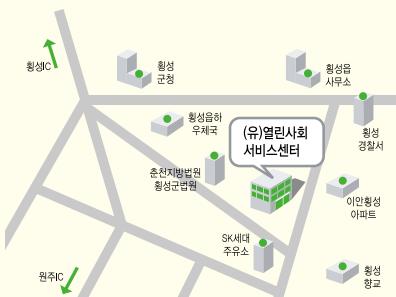 횡성IC
횡성
군청
횡성읍
사무소
횡성읍하
우체국
(유)열린사회
서비스센터
횡성
경찰서
춘천지방법원
횡성군법원
이안횡성
아파트
SK세대
주유소
원주IC
횡성
향교